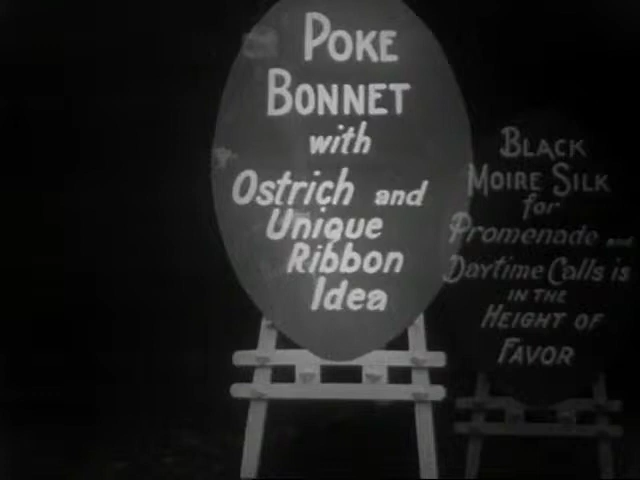 POKE
BONNET
with
Ostrich and
Unique
Ribbon
Idea
BLACK
MOIRE SILK
for
Promenade and
Daytime Calls is
IN THE
HEIGHT OF
FAVOR